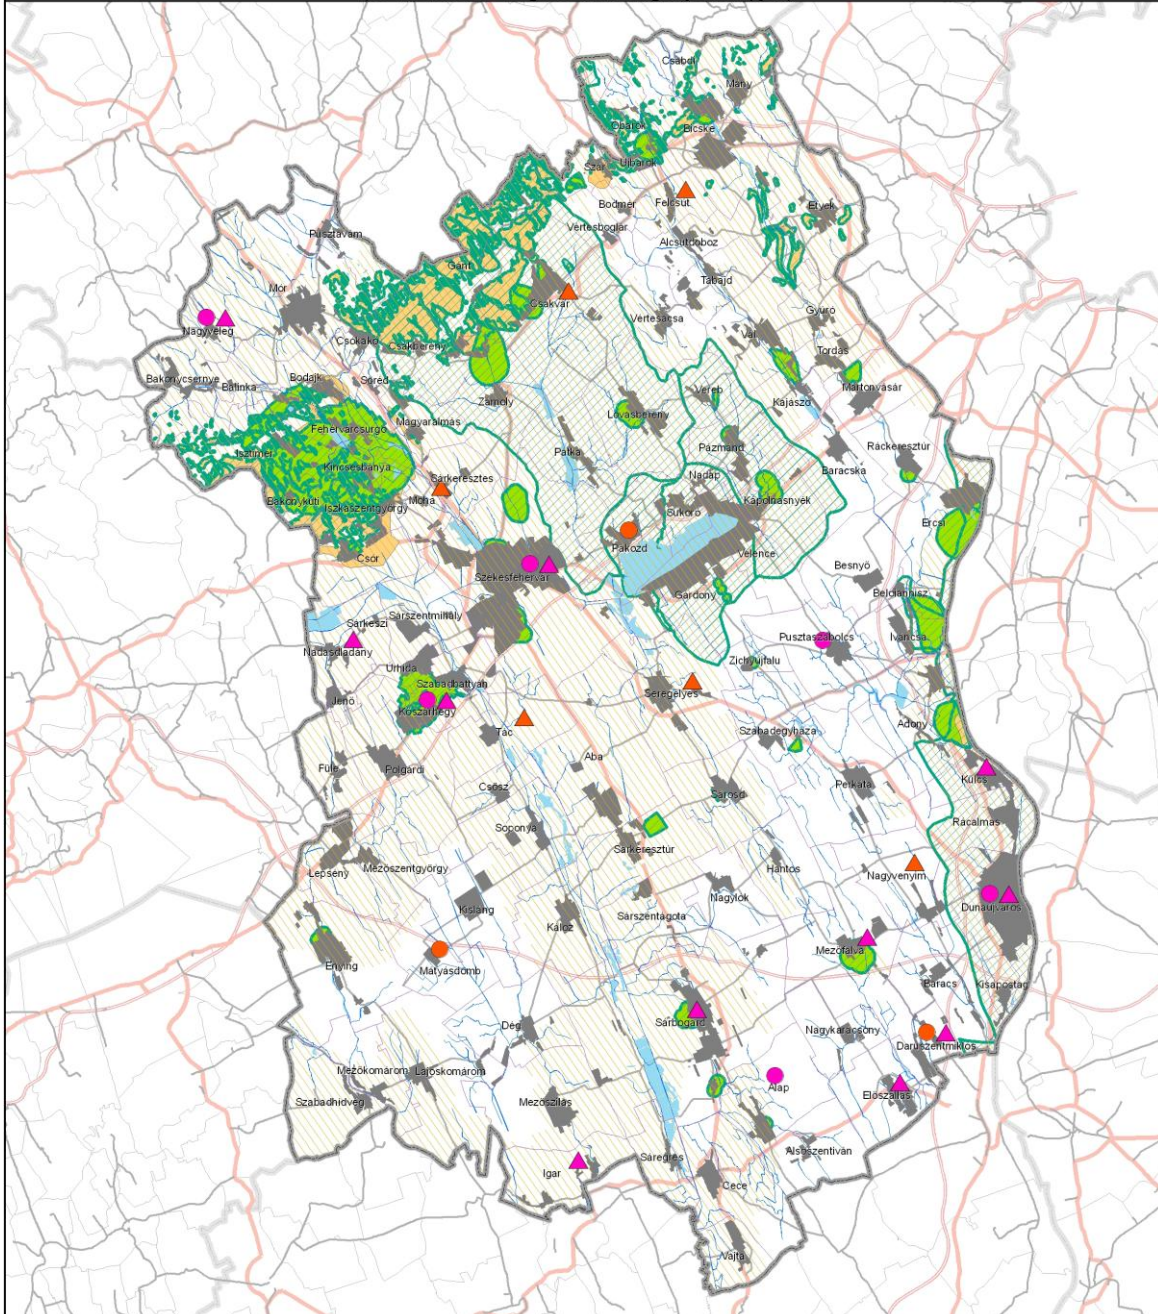 Csabdi
Mány
Óbarok
Bicske
Szár
Újbarok
Bodmér
Felcsút
Etyek
Vértesboglár
Alcsútdoboz
Pusztavám
Gánt
Tabajd
Mór
Csákvár
Nagyveleg
Vértesacsa
Gyúró
Vál
Csókakő
Csákberény
Tordas
Bakonycsernye
Balinka
Bodajk
Söréd
Martonvásár
Zámoly
Vereb
Kajászó
Lovasberény
Magyaralmás
Fehérvárcsurgó
Isztimér
Pátka
Pázmánd
Ráckeresztúr
Kincsesbánya
Baracska
Sárkeresztes
Nadap
Bakonykúti
Moha
Kápolnásnyék
Iszkaszentgyörgy
Sukoró
Ercsi
Pákozd
Velence
Csór
Székesfehérvár
Besnyő
Gárdony
Beloiannisz
Sárszentmihály
Sárkeszi
Iváncsa
Pusztaszabolcs
Nádasdladány
Zichyújfalu
Úrhida
Szabadbattyán
Jenő
Seregélyes
Kőszárhegy
Adony
Tác
Szabadegyháza
Aba
Füle
Polgárdi
Kulcs
Csősz
Perkáta
Sárosd
Rácalmás
Soponya
Sárkeresztúr
Mezőszentgyörgy
Hantos
Lepsény
Nagyvenyim
Nagylók
Kisláng
Dunaújváros
Sárszentágota
Káloz
Mezőfalva
Enying
Mátyásdomb
Baracs
Kisapostag
Sárbogárd
Dég
Nagykarácsony
Daruszentmiklós
Mezőkomárom
Lajoskomárom
Alap
Előszállás
Szabadhídvég
Mezőszilas
Alsószentiván
Sáregres
Igar
Cece
Vajta